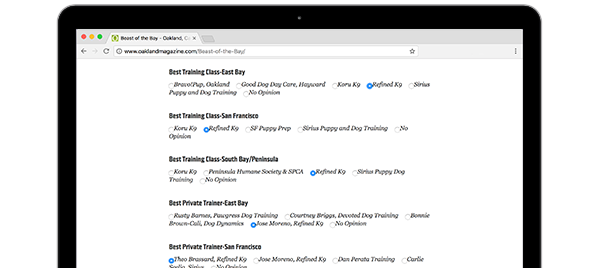 Beast of the Bay - Oakland, Ca
www.oaklandmagazine.com/Beast-of-the-Bay/
Best Training Class-East Bay
Bravo!Pup, Oakland Good Dog Day Care, Hayward Koru K9 Refined K9 Sirius
Puppy and Dog Training No Opinion
Best Training Class-San Francisco
Koru K9 Refined K9 SF Puppy Prep Sirius Puppy and Dog Training No
Opinion
Best Training Class-South Bay/Peninsula
Koru K9 Peninsula Humane Society & SPCA Refined K9 Sirius Puppy Dog
Training No Opinion
Best Private Trainer-East Bay
Rusty Barnes, Pawgress Dog Training Courtney Briggs, Devoted Dog Training Bonnie
Brown-Cali, Dog Dynamics Jose Moreno, Refined K9 No Opinion
Best Private Trainer-San Francisco
Theo Brassard, Refined K9 Jose Moreno, Refined K9 Dan Perata Training Carlie
Sirius No Opinion